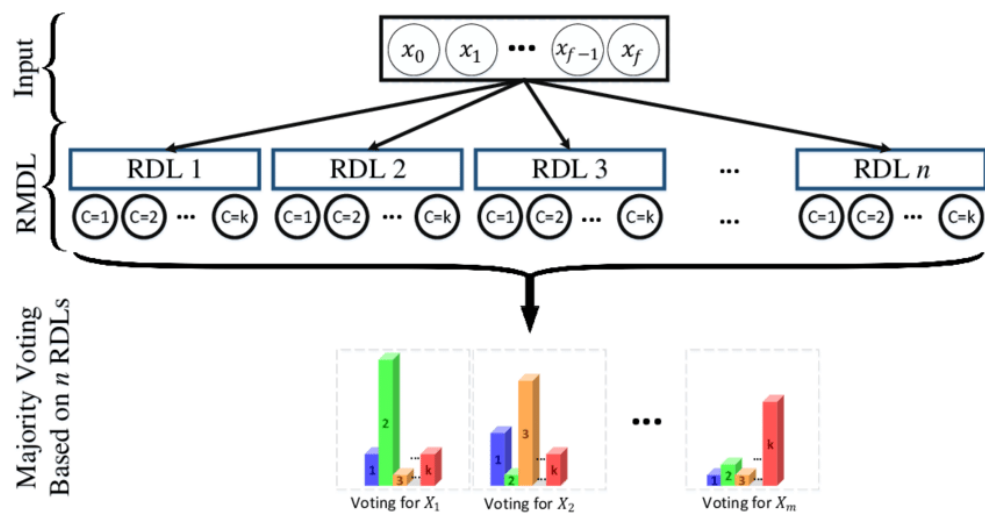 Input
x₀ x₁ ••• x_{f−1} x_f
RMDL
RDL 1 RDL 2 RDL 3 ... RDL n
C=1 C=2 ••• C=k C=1 C=2 ••• C=k C=1 C=2 ••• C=k ... C=1 C=2 ••• C=k
Majority Voting
Based on n RDLs
1 2 3 ... ... k
1 2 3 ... ... k
•••
1 2 3 ... ... k
Voting for X₁ Voting for X₂ Voting for Xₘ